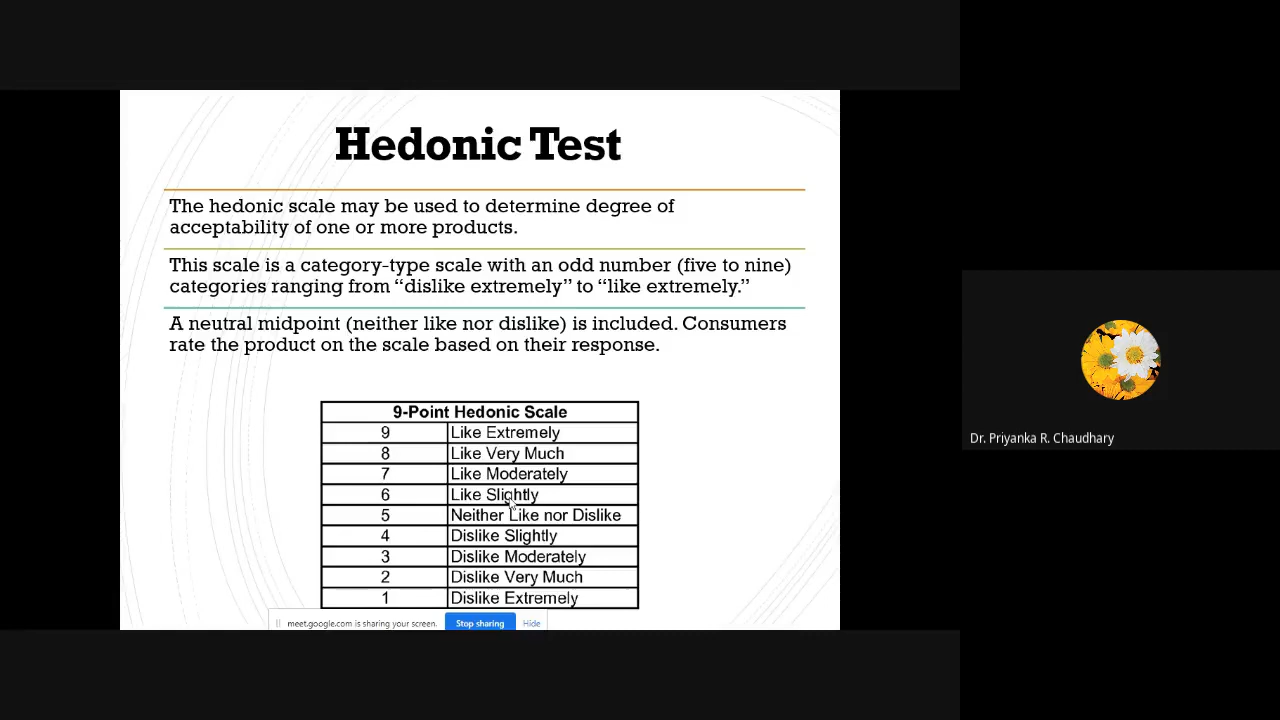 Hedonic Test
The hedonic scale may be used to determine degree of
acceptability of one or more products.
This scale is a category-type scale with an odd number (five to nine)
categories ranging from “dislike extremely” to “like extremely.”
A neutral midpoint (neither like nor dislike) is included. Consumers
rate the product on the scale based on their response.
9-Point Hedonic Scale
9 Like Extremely
8 Like Very Much
7 Like Moderately
6 Like Slightly
5 Neither Like nor Dislike
4 Dislike Slightly
3 Dislike Moderately
2 Dislike Very Much
1 Dislike Extremely
meet.google.com is sharing your screen. Stop sharing Hide
Dr. Priyanka R. Chaudhary